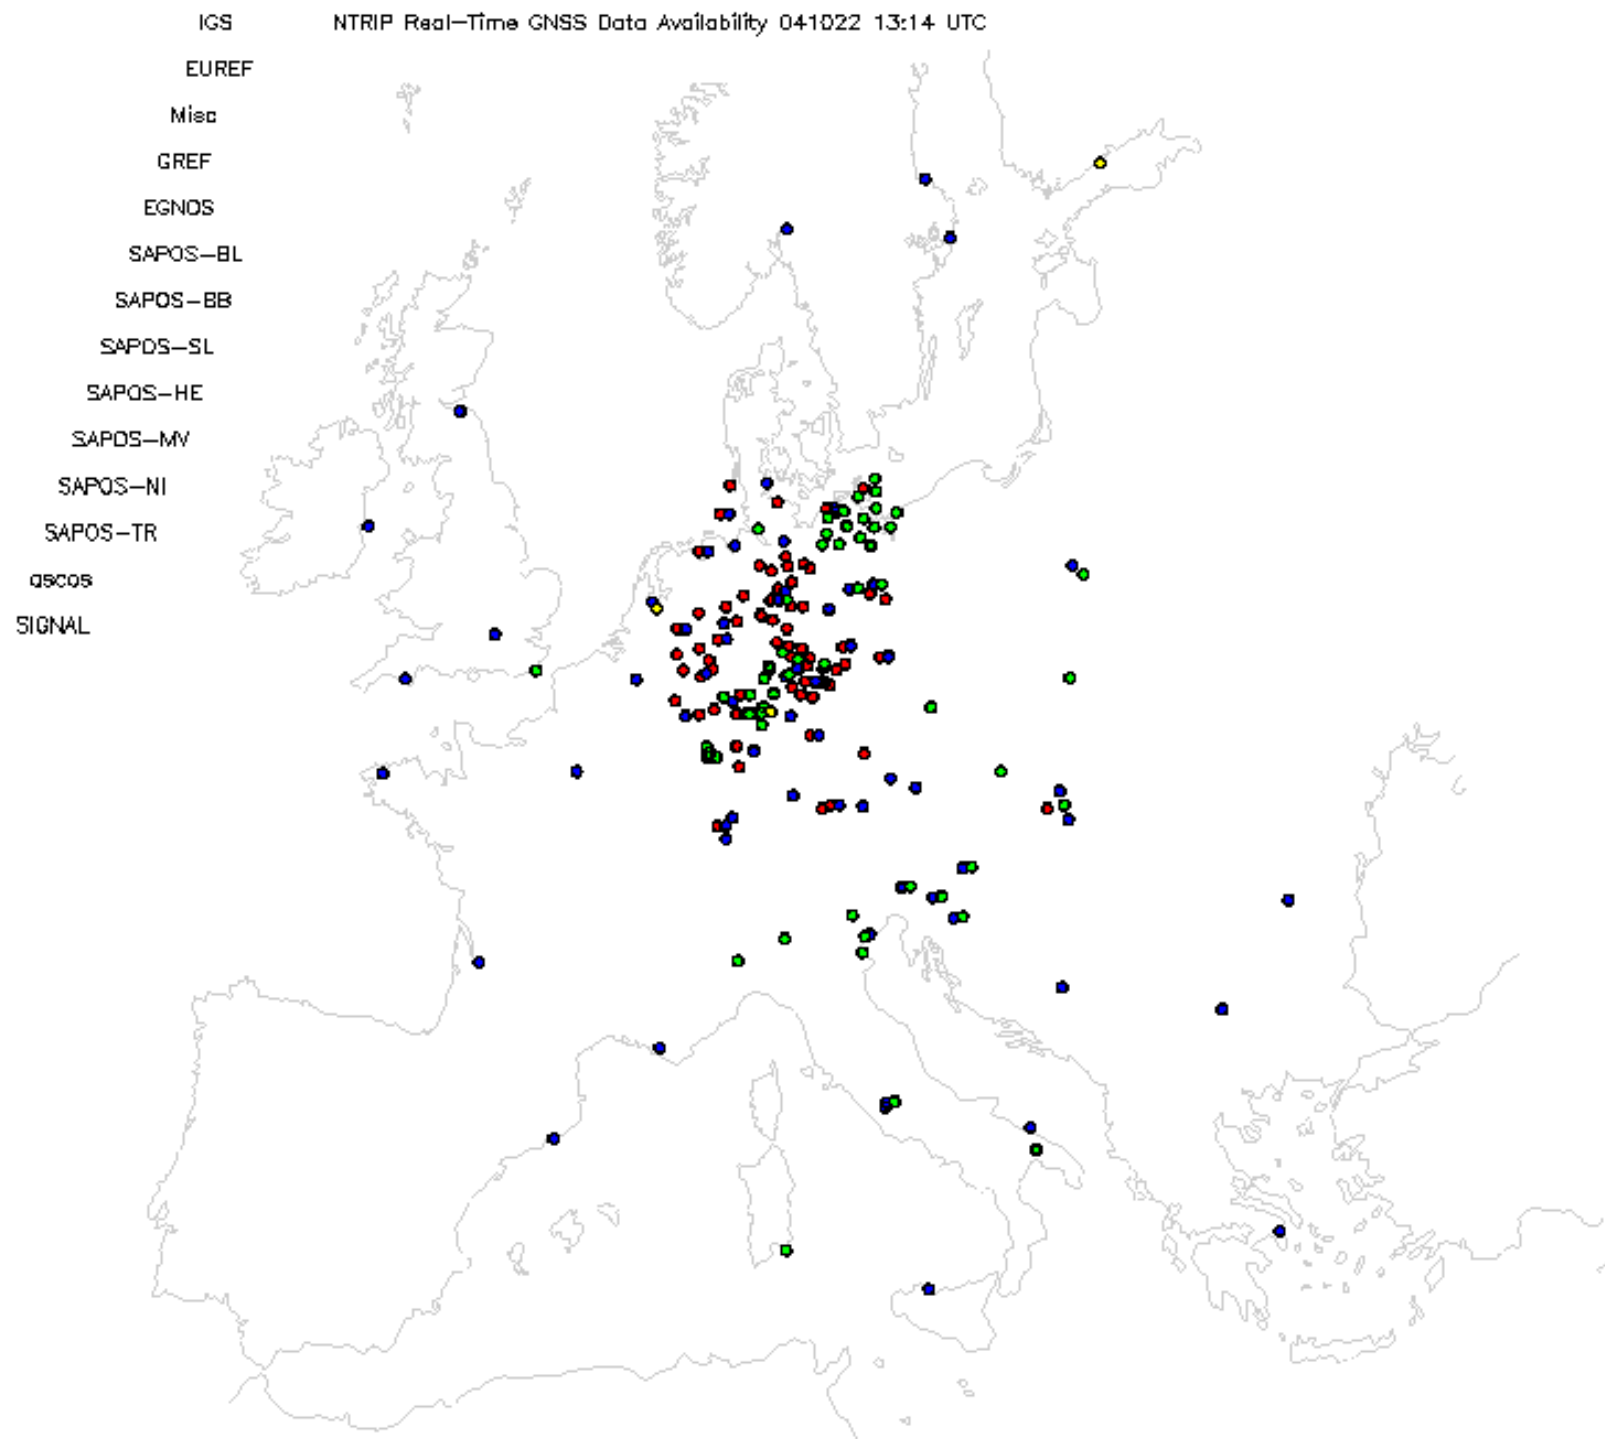 IGS NTRIP Real-Time GNSS Data Availability 041022 13:14 UTC
EUREF
Misc
GREF
EGNOS
SAPOS-BL
SAPOS-BB
SAPOS-SL
SAPOS-HE
SAPOS-MV
SAPOS-NI
SAPOS-TR
ascos
SIGNAL